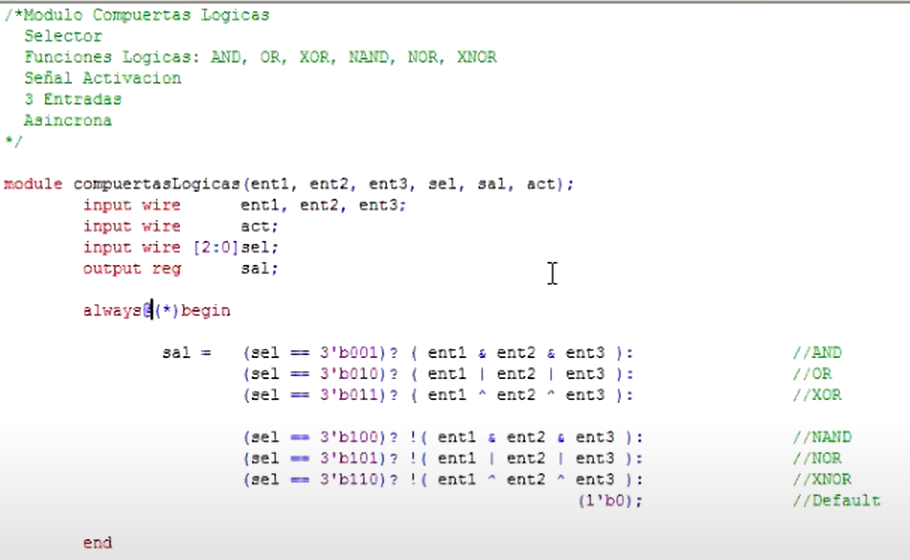 /*Modulo Compuertas Logicas
Selector
Funciones Logicas: AND, OR, XOR, NAND, NOR, XNOR
Señal Activacion
3 Entradas
Asincrona
*/
module compuertasLogicas(ent1, ent2, ent3, sel, sal, act);
input wire ent1, ent2, ent3;
input wire act;
input wire [2:0]sel;
output reg sal;
always@(*)begin
sal = (sel == 3'b001)? ( ent1 & ent2 & ent3 ): //AND
(sel == 3'b010)? ( ent1 | ent2 | ent3 ): //OR
(sel == 3'b011)? ( ent1 ^ ent2 ^ ent3 ): //XOR
(sel == 3'b100)? !( ent1 & ent2 & ent3 ): //NAND
(sel == 3'b101)? !( ent1 | ent2 | ent3 ): //NOR
(sel == 3'b110)? !( ent1 ^ ent2 ^ ent3 ): //XNOR
(1'b0); //Default
end